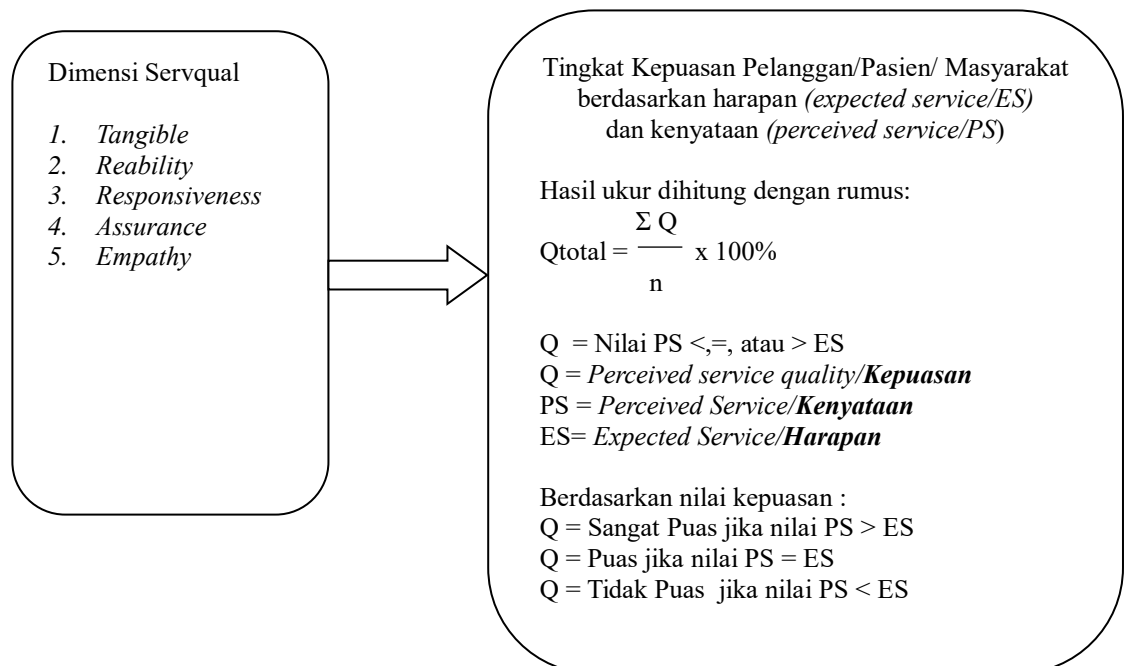 Dimensi Servqual
1. Tangible
2. Reability
3. Responsiveness
4. Assurance
5. Empathy
Tingkat Kepuasan Pelanggan/Pasien/ Masyarakat
berdasarkan harapan (expected service/ES)
dan kenyataan (perceived service/PS)
Hasil ukur dihitung dengan rumus:
Σ Q
Qtotal = x 100%
n
Q = Nilai PS <,=, atau > ES
Q = Perceived service quality/Kepuasan
PS = Perceived Service/Kenyataan
ES= Expected Service/Harapan
Berdasarkan nilai kepuasan :
Q = Sangat Puas jika nilai PS > ES
Q = Puas jika nilai PS = ES
Q = Tidak Puas jika nilai PS < ES